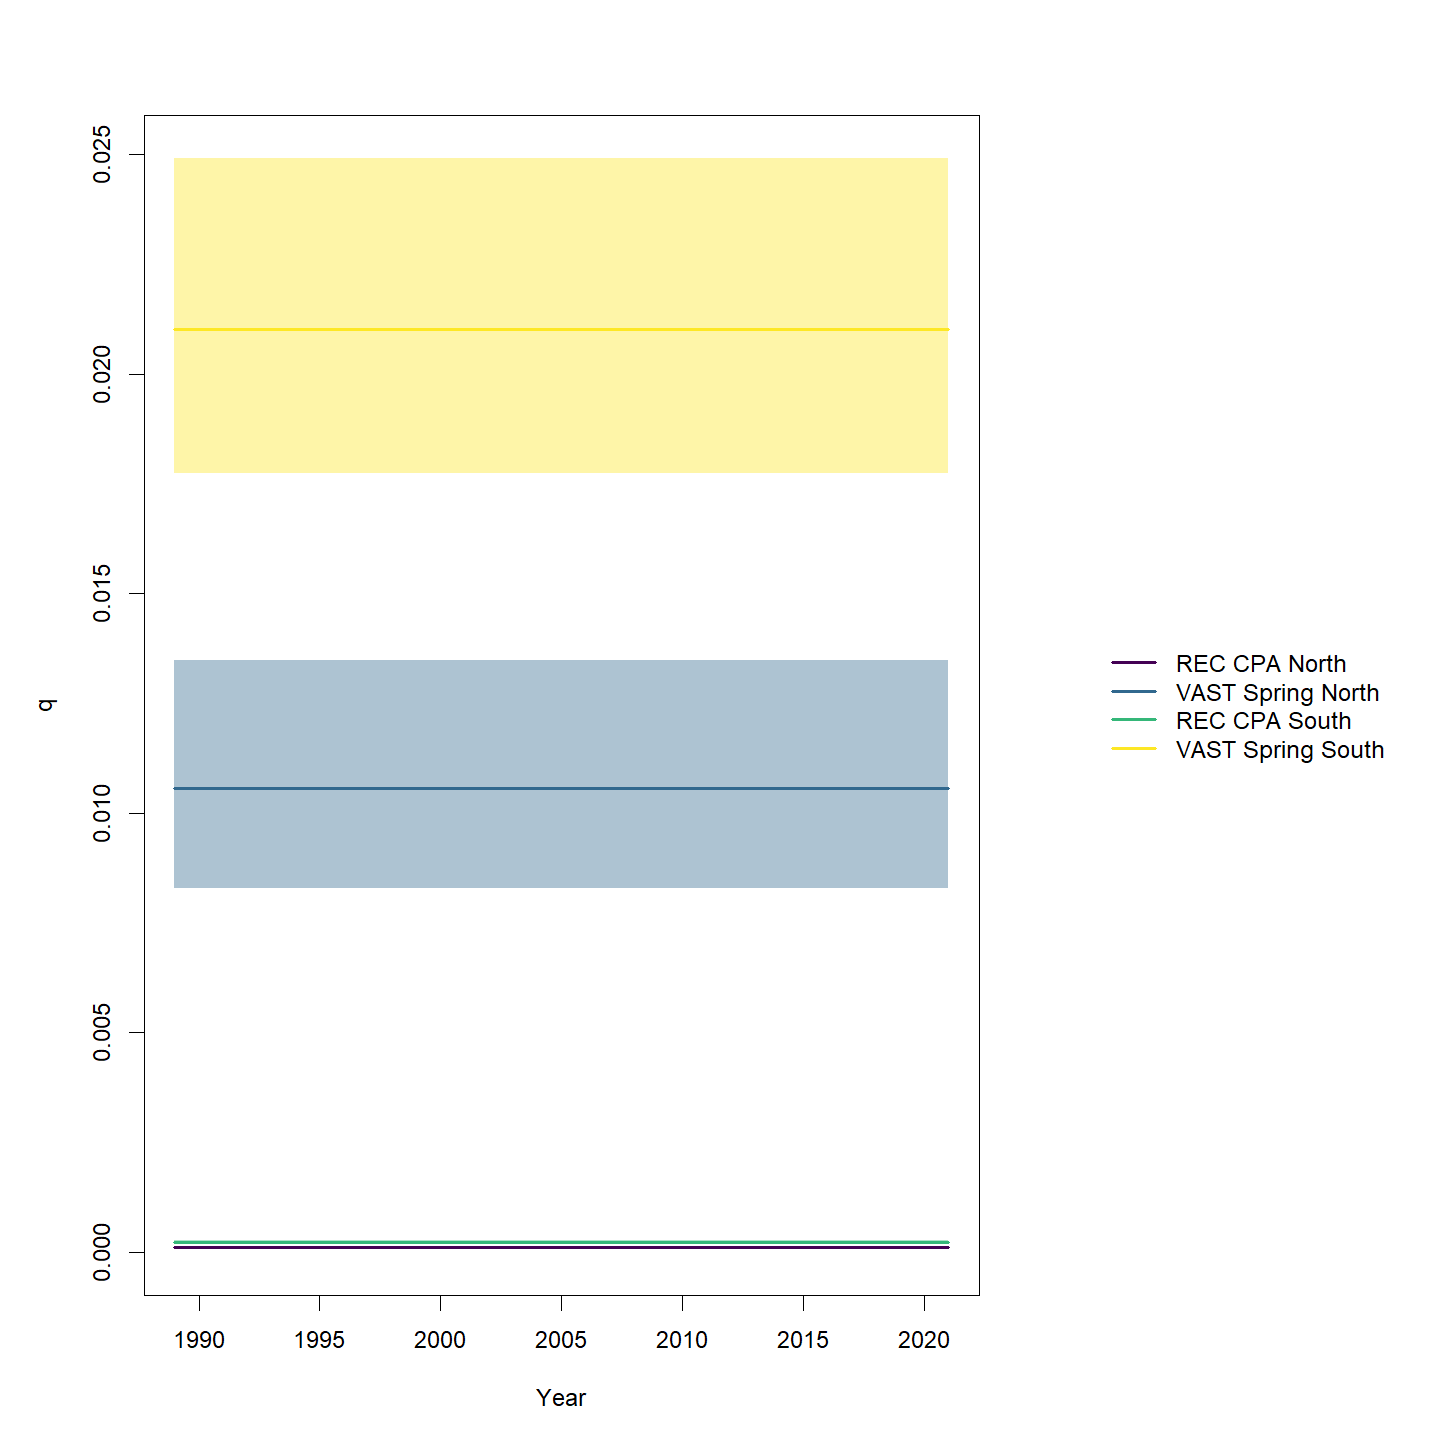 0.025
0.020
0.015
0.010
0.005
0.000
q
1990 1995 2000 2005 2010 2015 2020
Year
REC CPA North
VAST Spring North
REC CPA South
VAST Spring South